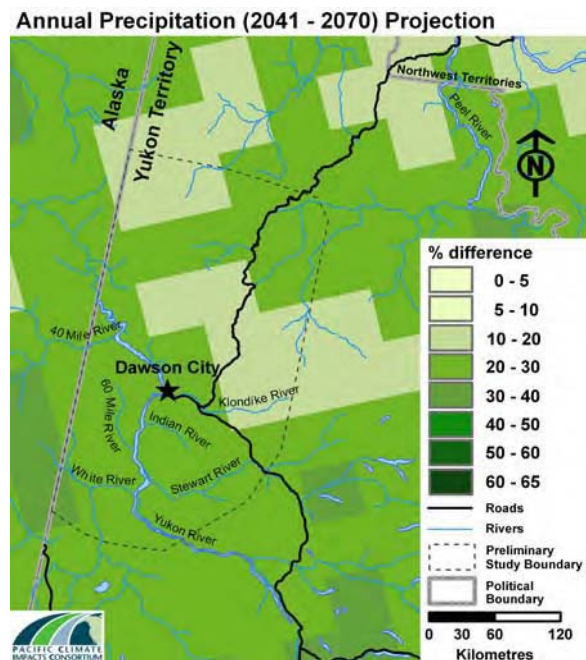 Annual Precipitation (2041 - 2070) Projection
Alaska
Yukon Territory
Northwest Territories
Peel River
N
40 Mile River
Dawson City
60 Mile River
Klondike River
Indian River
White River
Stewart River
Yukon River
% difference
0 - 5
5 - 10
10 - 20
20 - 30
30 - 40
40 - 50
50 - 60
60 - 65
Roads
Rivers
Preliminary
Study Boundary
Political
Boundary
0 30 60 120
Kilometres
PACIFIC CLIMATE
IMPACTS CONSORTIUM